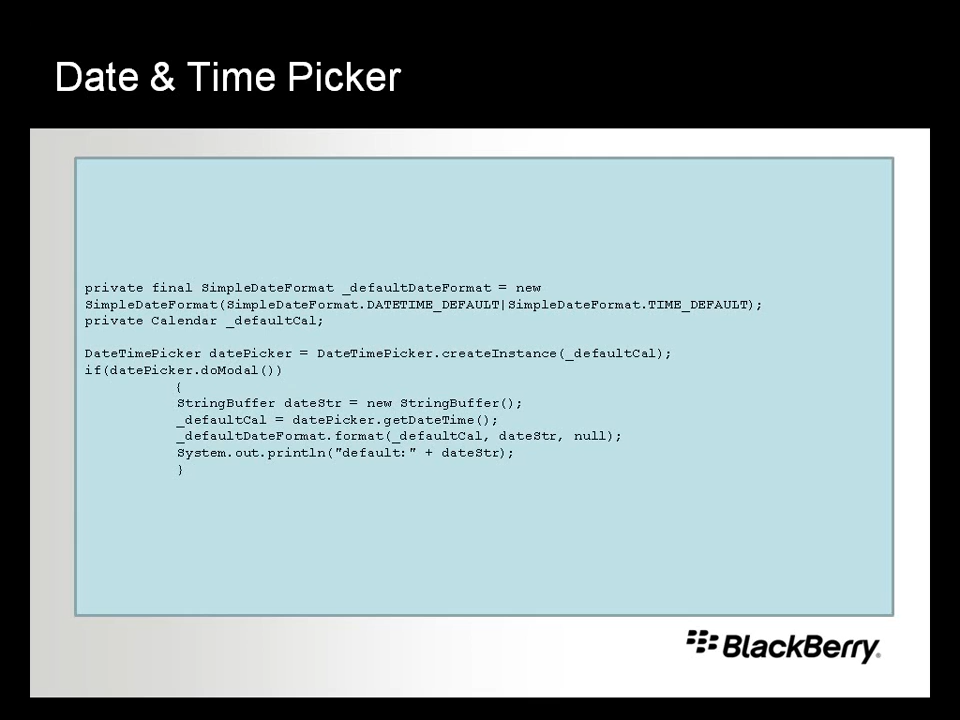 Date & Time Picker
private final SimpleDateFormat _defaultDateFormat = new
SimpleDateFormat(SimpleDateFormat.DATETIME_DEFAULT|SimpleDateFormat.TIME_DEFAULT);
private Calendar _defaultCal;
DateTimePicker datePicker = DateTimePicker.createInstance(_defaultCal);
if(datePicker.doModal())
{
StringBuffer dateStr = new StringBuffer();
_defaultCal = datePicker.getDateTime();
_defaultDateFormat.format(_defaultCal, dateStr, null);
System.out.println("default:" + dateStr);
}
BlackBerry®